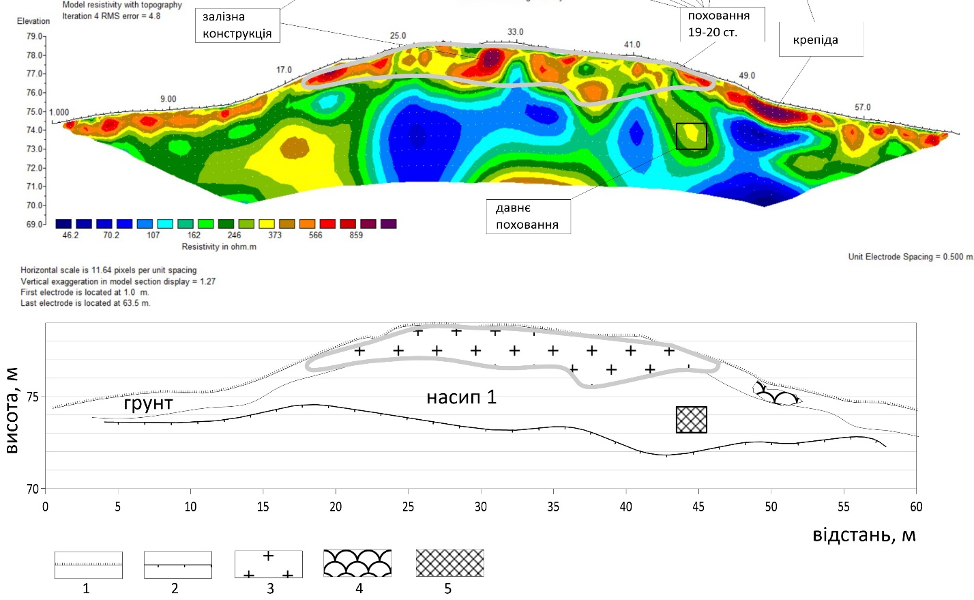 Model resistivity with topography
Iteration 4 RMS error = 4.8
Elevation
залізна
конструкція
поховання
19-20 ст.
крепіда
79.0
78.0
77.0
76.0
75.0
74.0
73.0
72.0
71.0
70.0
69.0
1.000
9.00
17.0
25.0
33.0
41.0
49.0
57.0
давнє
поховання
46.2 70.2 107 162 246 373 566 859
Resistivity in ohm.m
Unit Electrode Spacing = 0.500 m
Horizontal scale is 11.64 pixels per unit spacing
Vertical exaggeration in model section display = 1.27
First electrode is located at 1.0 m.
Last electrode is located at 63.5 m.
висота, м
75
70
грунт
насип 1
0 5 10 15 20 25 30 35 40 45 50 55 60
відстань, м
1 2 3 4 5